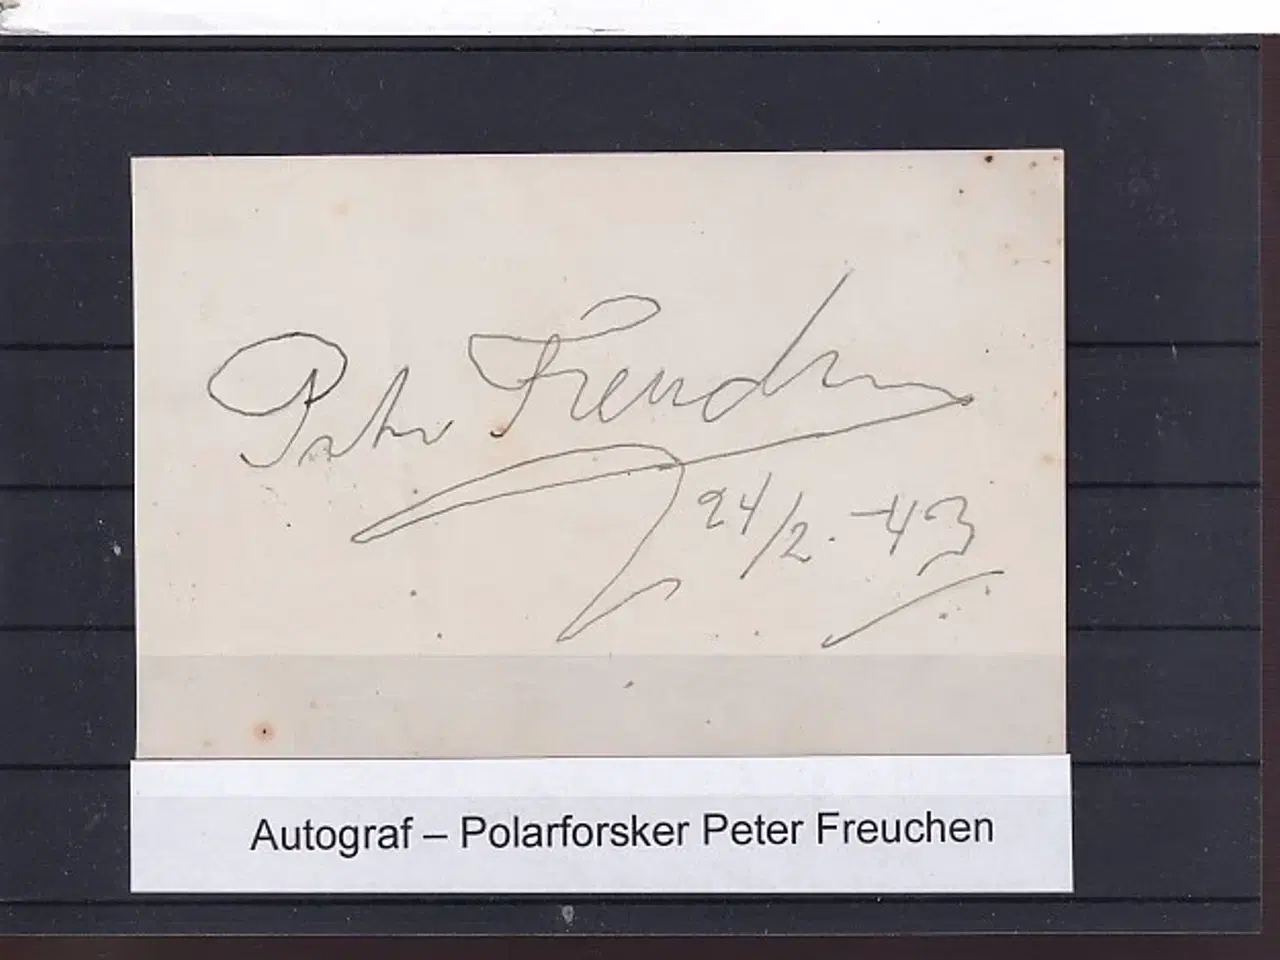 Peter Freuchen
24/2. -43
Autograf – Polarforsker Peter Freuchen